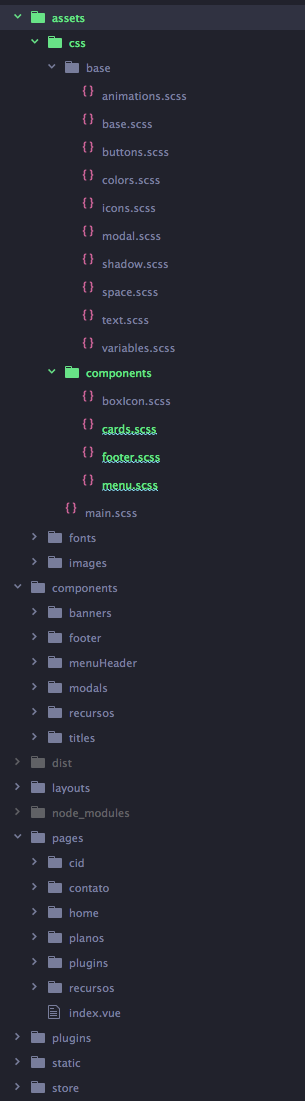 assets
css
base
{} animations.scss
{} base.scss
{} buttons.scss
{} colors.scss
{} icons.scss
{} modal.scss
{} shadow.scss
{} space.scss
{} text.scss
{} variables.scss
components
{} boxIcon.scss
{} cards.scss
{} footer.scss
{} menu.scss
{} main.scss
fonts
images
components
banners
footer
menuHeader
modals
recursos
titles
dist
layouts
node_modules
pages
cid
contato
home
planos
plugins
recursos
index.vue
plugins
static
store